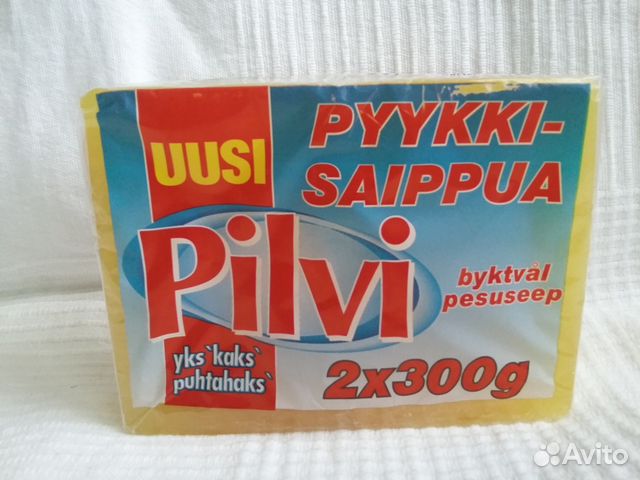 UUSI
PYYKKI-
SAIPPUA
Pilvi
byktvål
pesuseep
yks`kaks`
puhtahaks`
2x300g
Avito